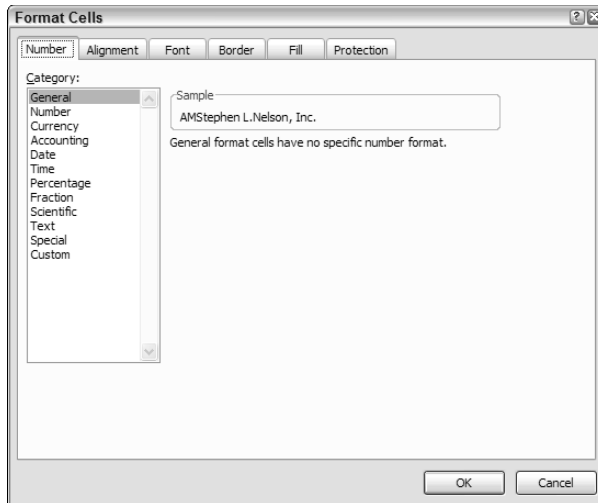 Format Cells
Number Alignment Font Border Fill Protection
Category:
General
Number
Currency
Accounting
Date
Time
Percentage
Fraction
Scientific
Text
Special
Custom
Sample
AMStephen L.Nelson, Inc.
General format cells have no specific number format.
OK Cancel